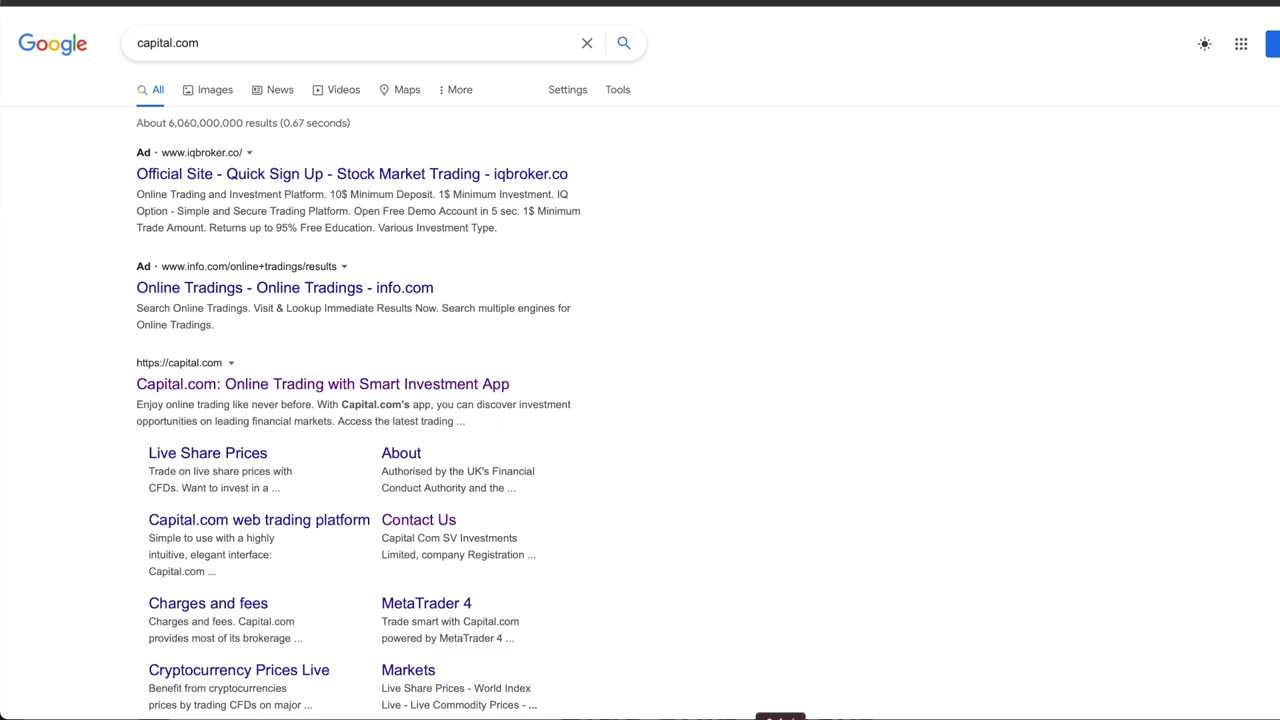 Google
capital.com
All Images News Videos Maps More Settings Tools
About 6,060,000,000 results (0.67 seconds)
Ad · www.iqbroker.co/
Official Site - Quick Sign Up - Stock Market Trading - iqbroker.co
Online Trading and Investment Platform. 10$ Minimum Deposit. 1$ Minimum Investment. IQ
Option - Simple and Secure Trading Platform. Open Free Demo Account in 5 sec. 1$ Minimum
Trade Amount. Returns up to 95% Free Education. Various Investment Type.
Ad · www.info.com/online+tradings/results
Online Tradings - Online Tradings - info.com
Search Online Tradings. Visit & Lookup Immediate Results Now. Search multiple engines for
Online Tradings.
https://capital.com
Capital.com: Online Trading with Smart Investment App
Enjoy online trading like never before. With Capital.com's app, you can discover investment
opportunities on leading financial markets. Access the latest trading ...
Live Share Prices
Trade on live share prices with
CFDs. Want to invest in a ...
About
Authorised by the UK's Financial
Conduct Authority and the ...
Capital.com web trading platform
Simple to use with a highly
intuitive, elegant interface:
Capital.com ...
Contact Us
Capital Com SV Investments
Limited, company Registration ...
Charges and fees
Charges and fees. Capital.com
provides most of its brokerage ...
MetaTrader 4
Trade smart with Capital.com
powered by MetaTrader 4 ...
Cryptocurrency Prices Live
Benefit from cryptocurrencies
prices by trading CFDs on major ...
Markets
Live Share Prices - World Index
Live - Live Commodity Prices - ...